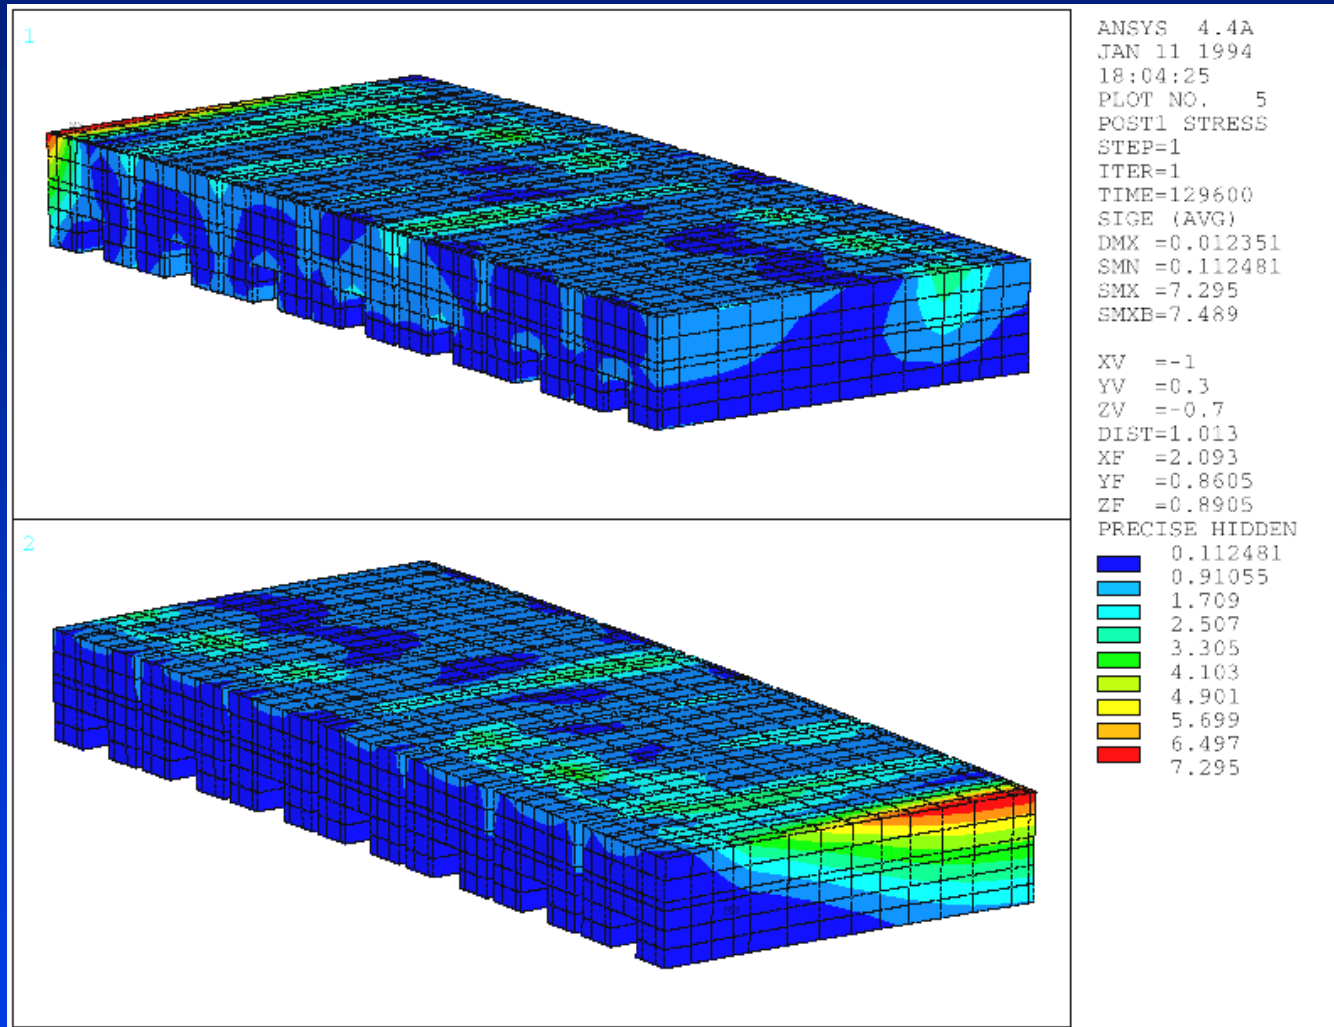 1
2
ANSYS 4.4A
JAN 11 1994
18:04:25
PLOT NO. 5
POST1 STRESS
STEP=1
ITER=1
TIME=129600
SIGE (AVG)
DMX =0.012351
SMN =0.112481
SMX =7.295
SMXB=7.489
XV =-1
YV =0.3
ZV =-0.7
DIST=1.013
XF =2.093
YF =0.8605
ZF =0.8905
PRECISE HIDDEN
0.112481
0.91055
1.709
2.507
3.305
4.103
4.901
5.699
6.497
7.295